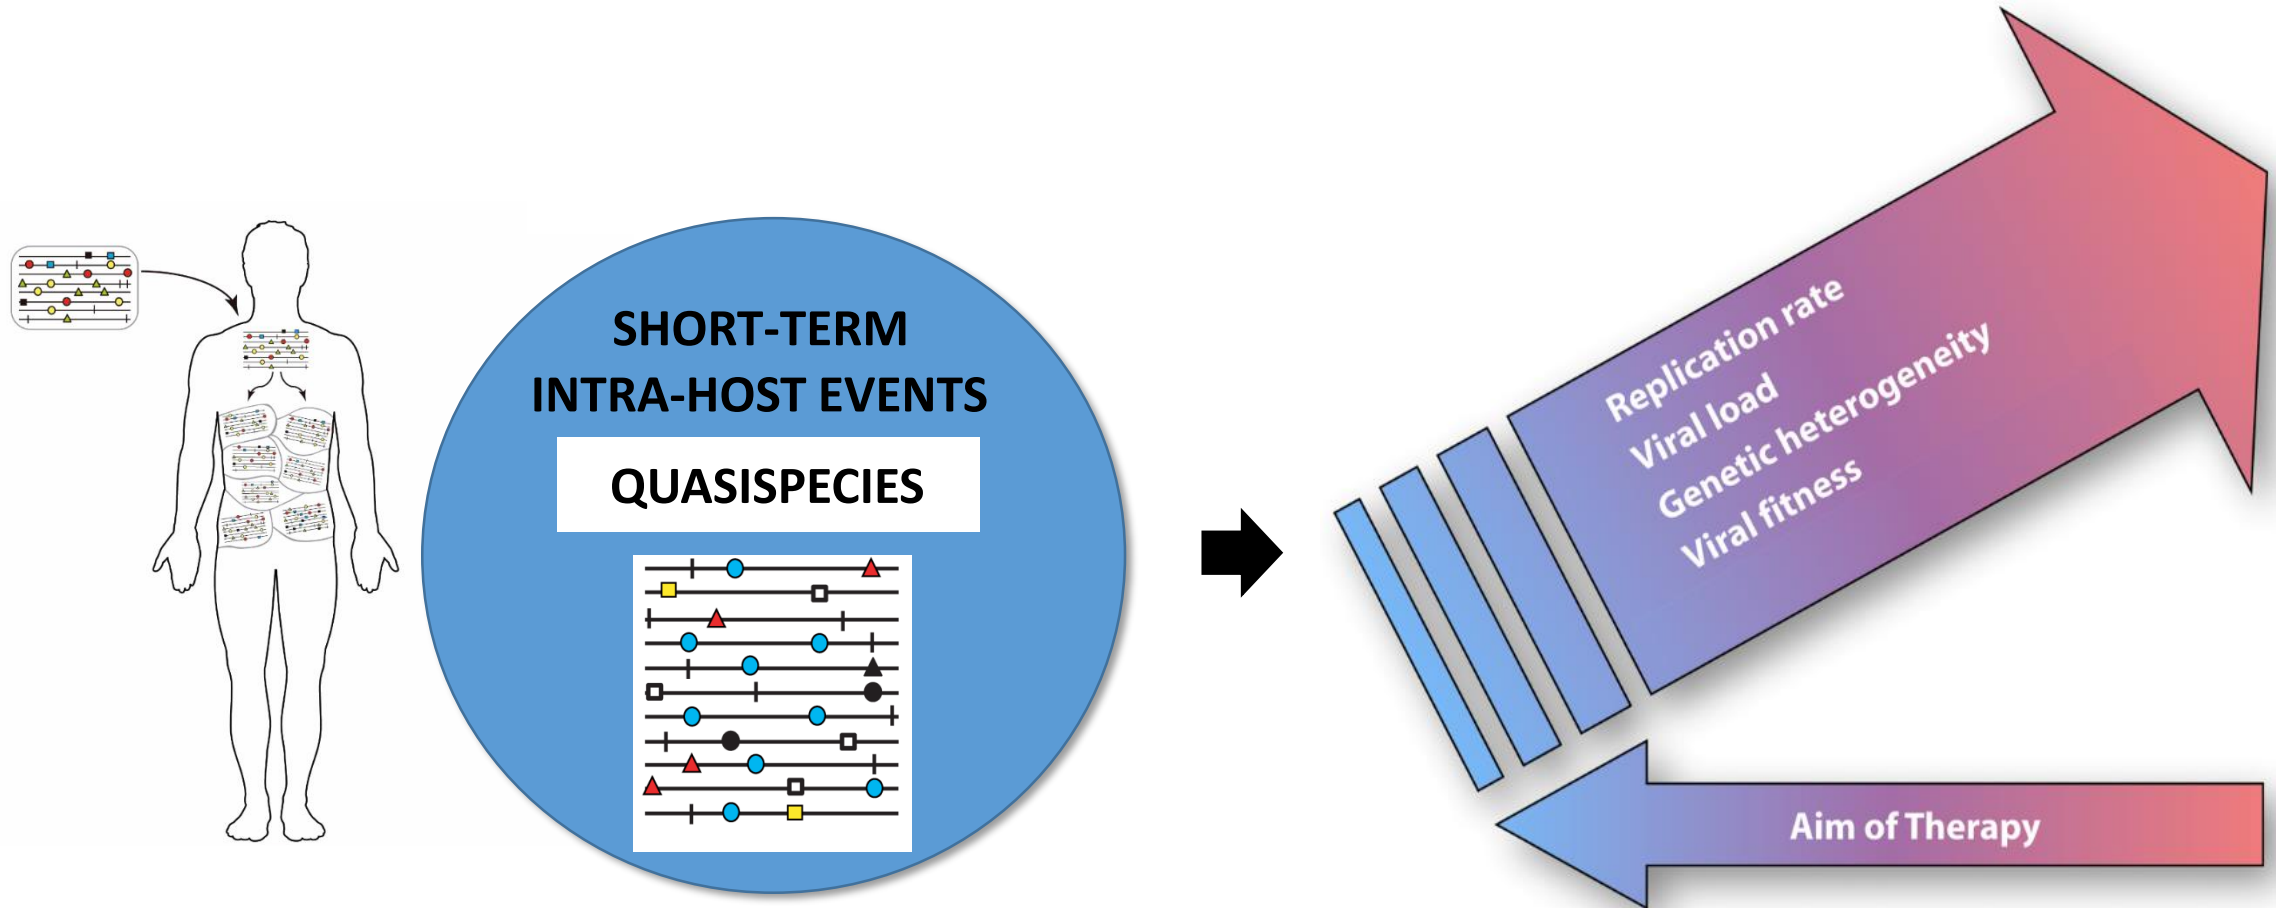 SHORT-TERM
INTRA-HOST EVENTS
QUASISPECIES
Replication rate
Viral load
Genetic heterogeneity
Viral fitness
Aim of Therapy